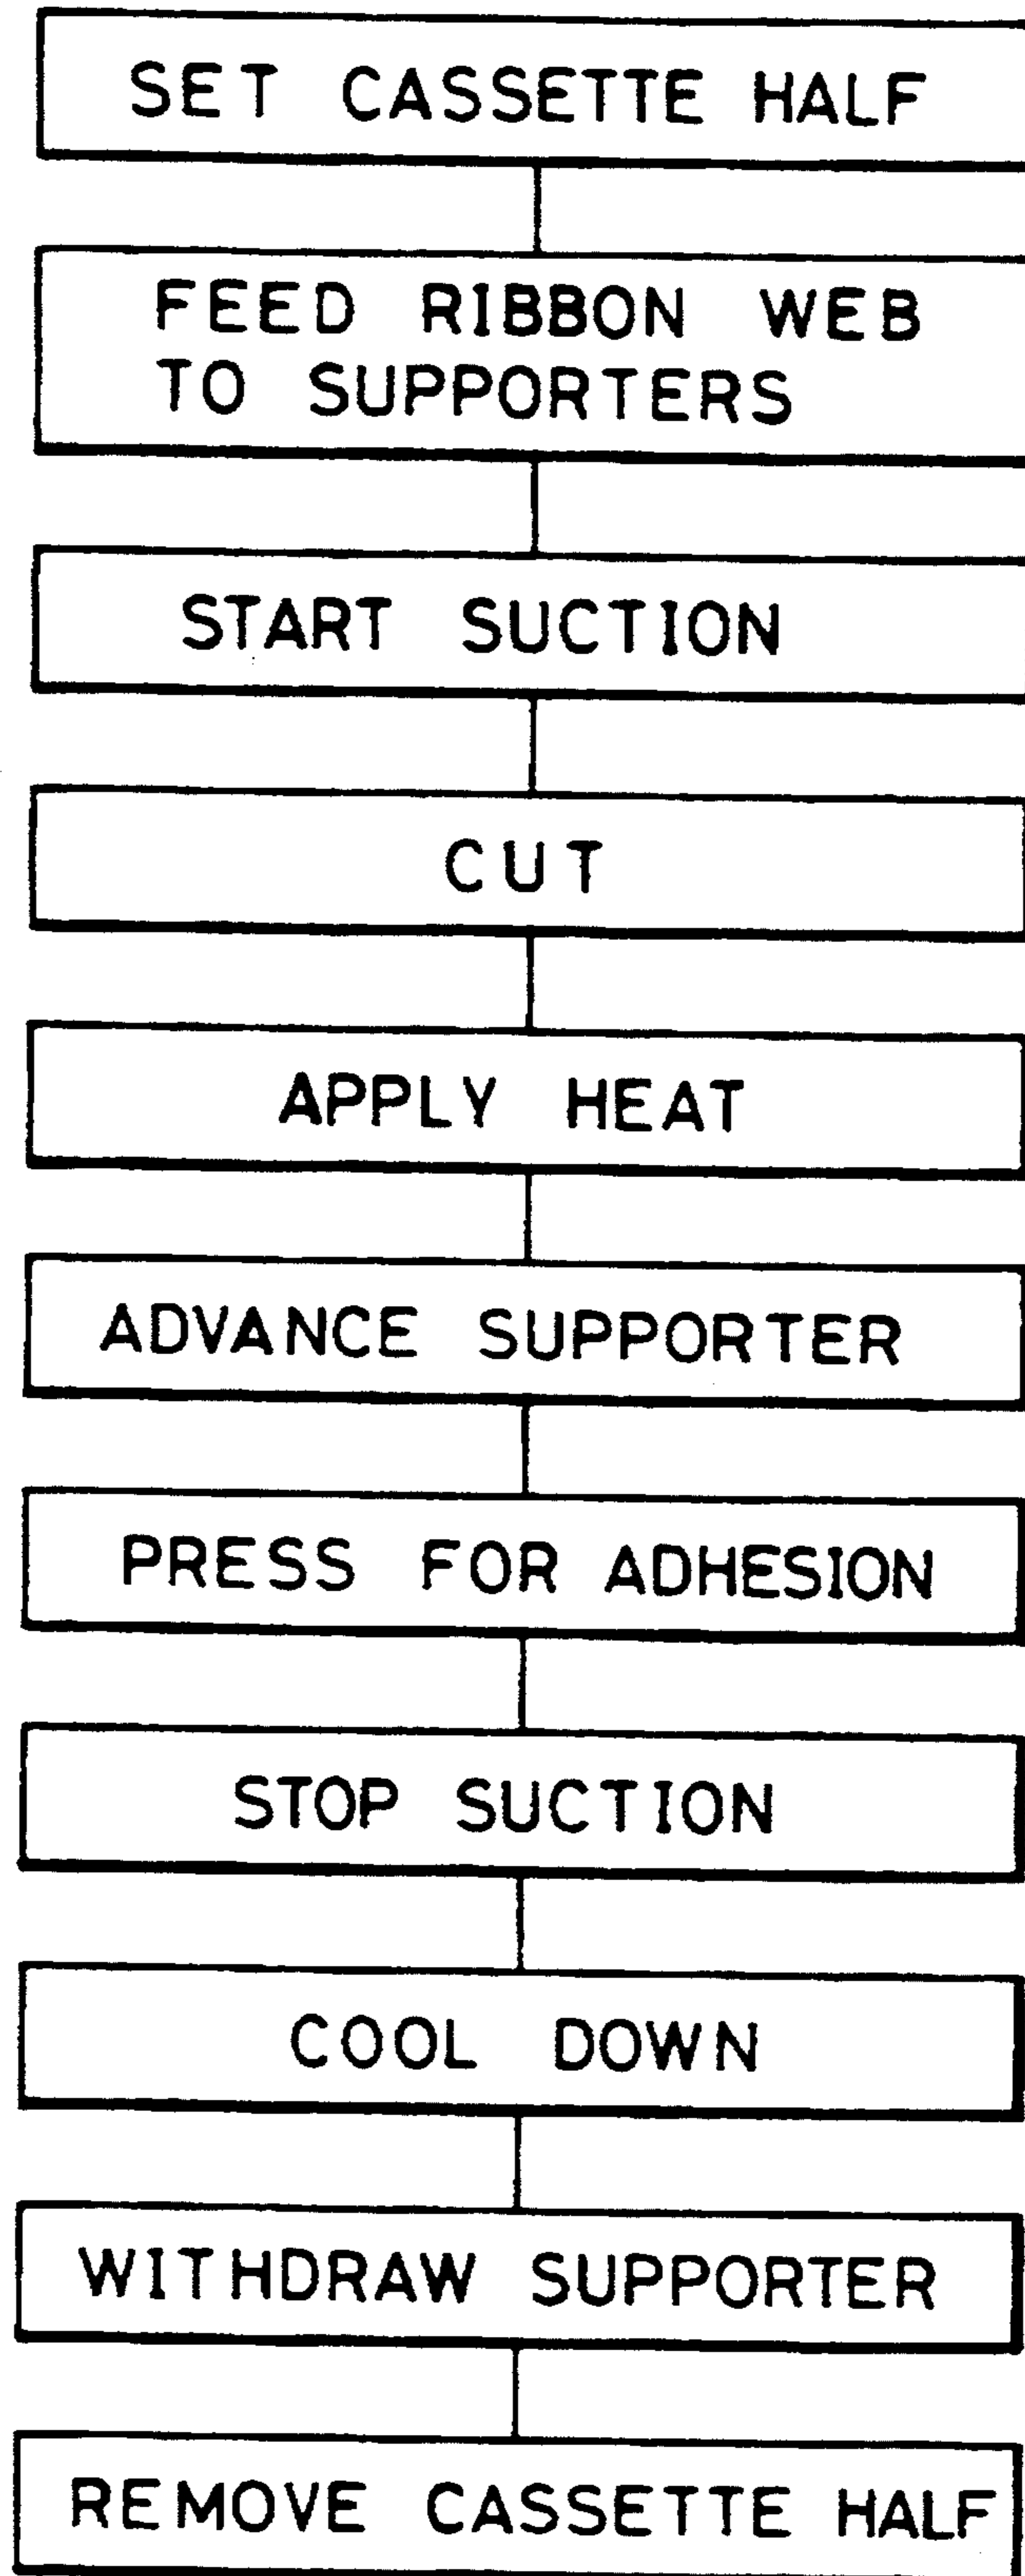 SET CASSETTE HALF
FEED RIBBON WEB
TO SUPPORTERS
START SUCTION
CUT
APPLY HEAT
ADVANCE SUPPORTER
PRESS FOR ADHESION
STOP SUCTION
COOL DOWN
WITHDRAW SUPPORTER
REMOVE CASSETTE HALF